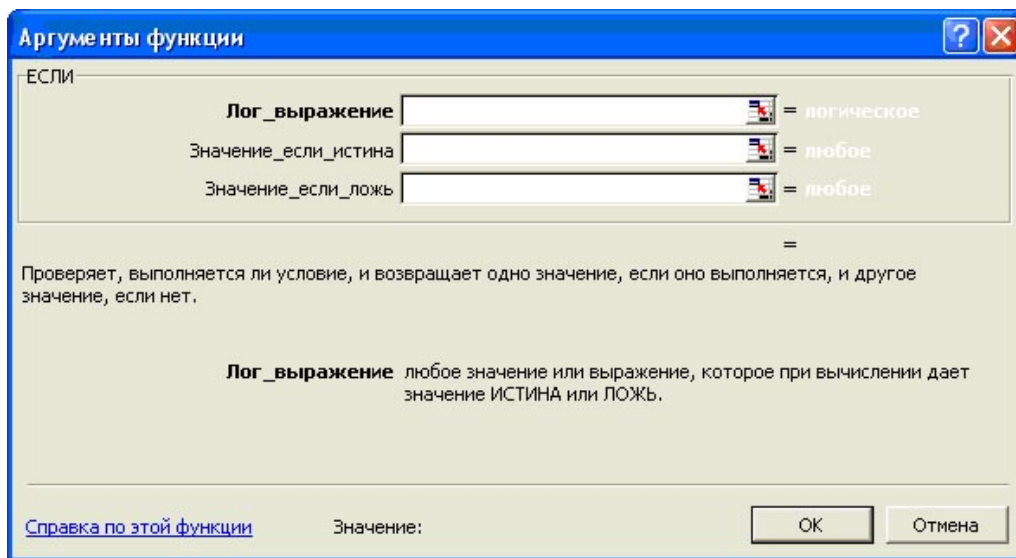 Аргументы функции
ЕСЛИ
Лог_выражение = логическое
Значение_если_истина = любое
Значение_если_ложь = любое
=
Проверяет, выполняется ли условие, и возвращает одно значение, если оно выполняется, и другое
значение, если нет.
Лог_выражение любое значение или выражение, которое при вычислении дает
значение ИСТИНА или ЛОЖЬ.
Справка по этой функции Значение: ОК Отмена